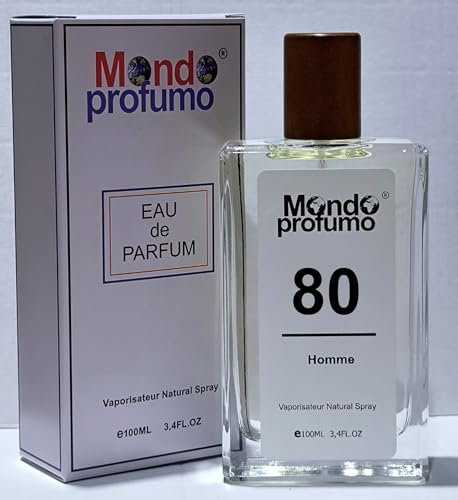 Mondo®
profumo
EAU
de
PARFUM
Vaporisateur Natural Spray
e100ML 3,4FL.OZ
Mondo®
profumo
80
Homme
Vaporisateur Natural Spray
e100ML 3,4FL.OZ